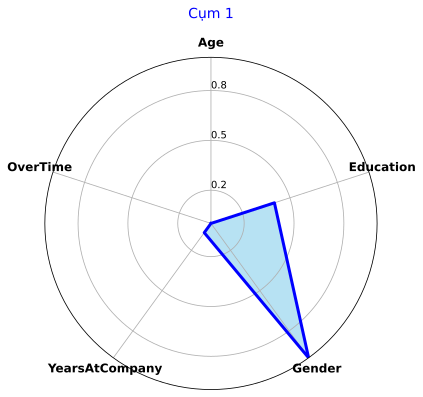 Cụm 1
Age
0.8
0.5
0.2
OverTime
Education
YearsAtCompany
Gender